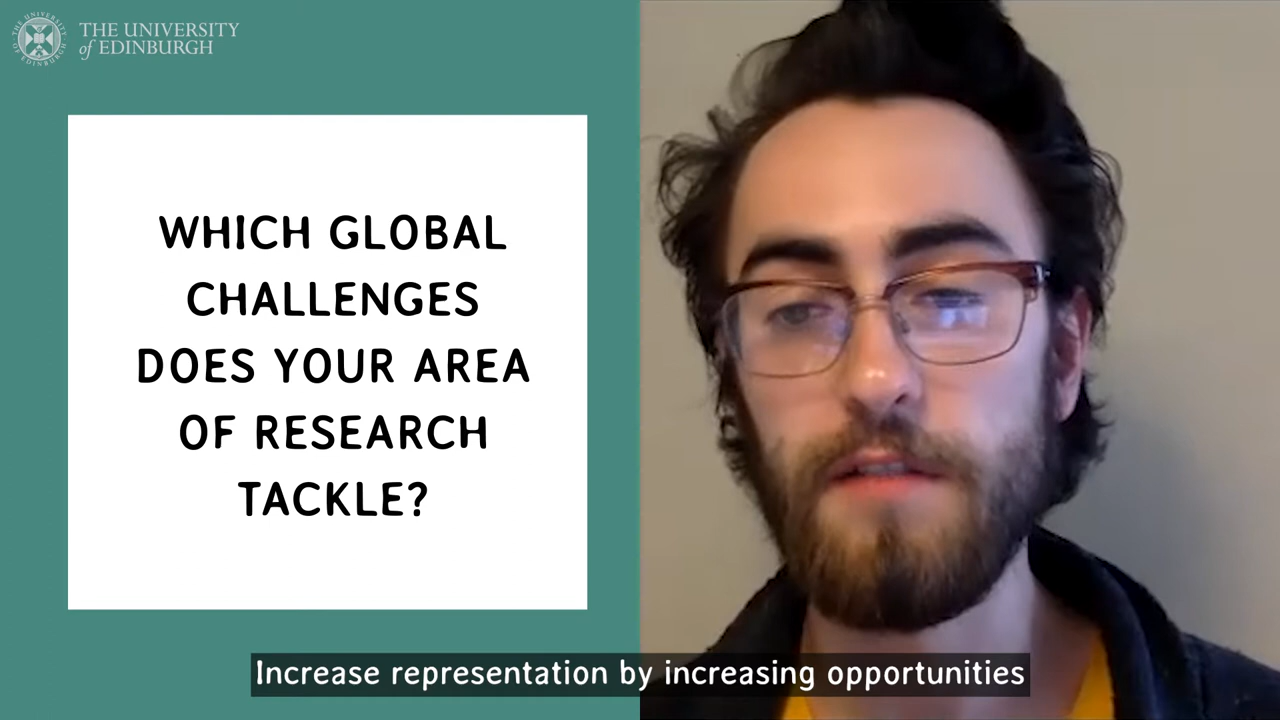 THE UNIVERSITY
of EDINBURGH
WHICH GLOBAL
CHALLENGES
DOES YOUR AREA
OF RESEARCH
TACKLE?
Increase representation by increasing opportunities